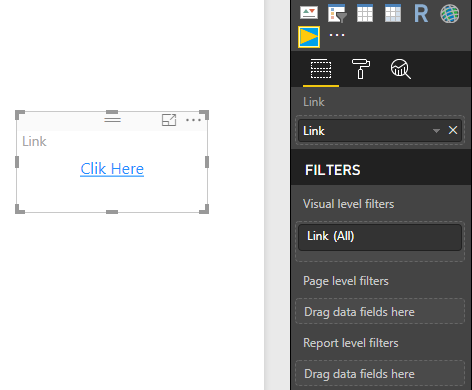 R
Link
Link
Clik Here
Link
FILTERS
Visual level filters
Link (All)
Page level filters
Drag data fields here
Report level filters
Drag data fields here